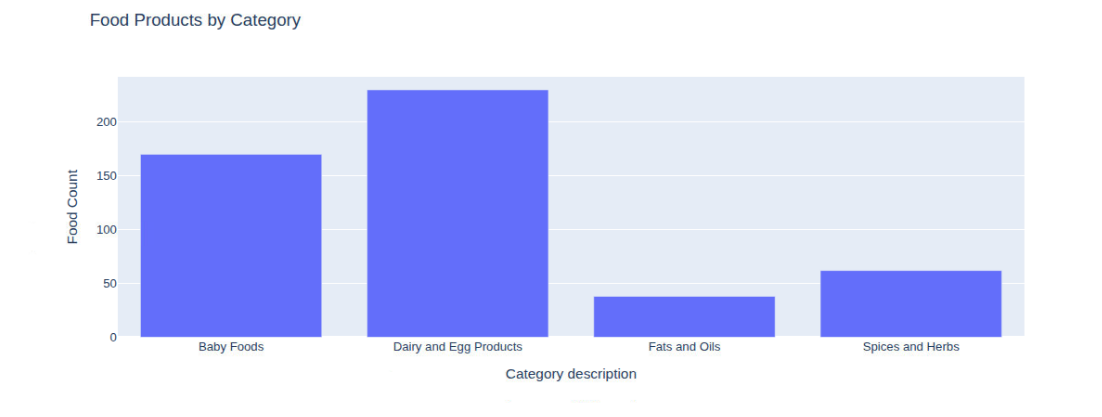 Food Products by Category
Food Count
200
150
100
50
0
Baby Foods
Dairy and Egg Products
Fats and Oils
Spices and Herbs
Category description